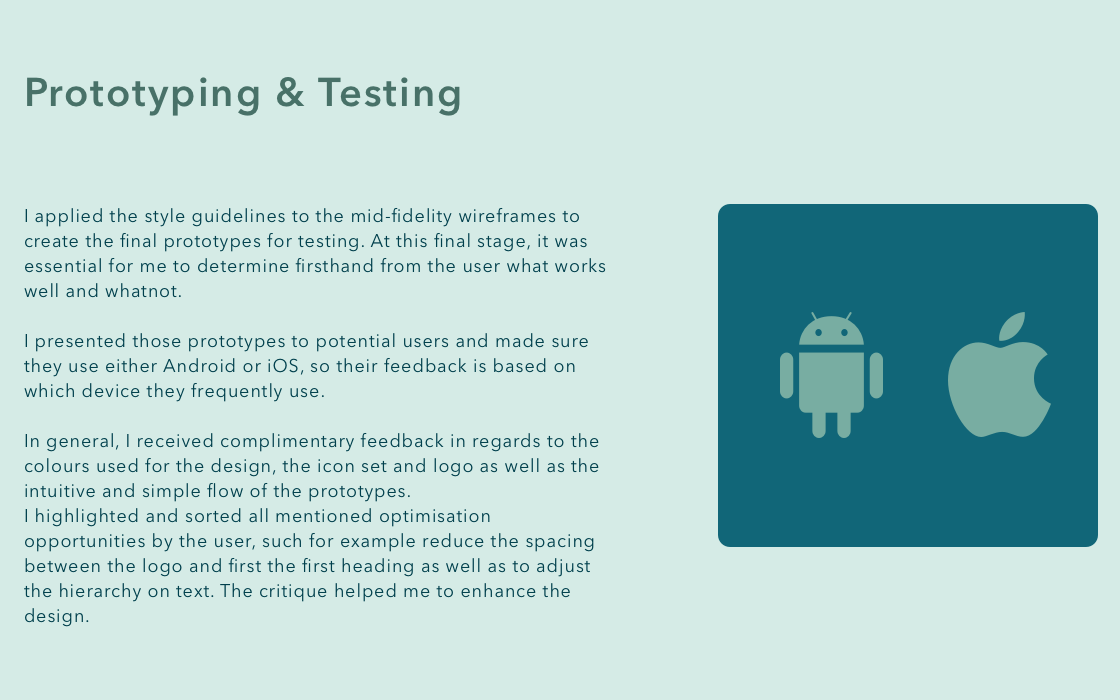 Prototyping & Testing
I applied the style guidelines to the mid-fidelity wireframes to
create the final prototypes for testing. At this final stage, it was
essential for me to determine firsthand from the user what works
well and whatnot.
I presented those prototypes to potential users and made sure
they use either Android or iOS, so their feedback is based on
which device they frequently use.
In general, I received complimentary feedback in regards to the
colours used for the design, the icon set and logo as well as the
intuitive and simple flow of the prototypes.
I highlighted and sorted all mentioned optimisation
opportunities by the user, such for example reduce the spacing
between the logo and first the first heading as well as to adjust
the hierarchy on text. The critique helped me to enhance the
design.